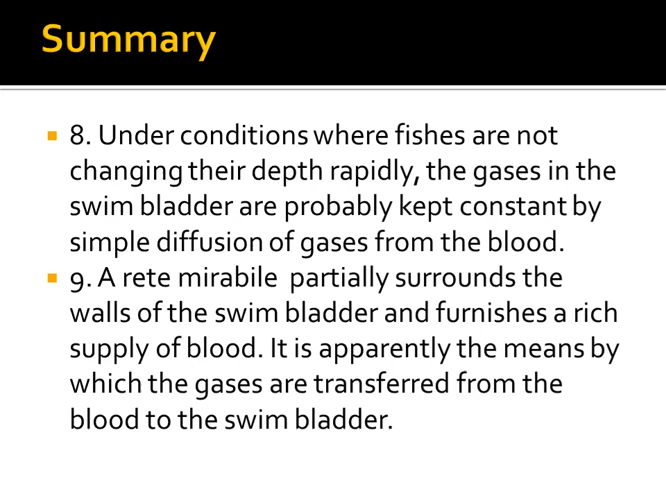 Summary
8. Under conditions where fishes are not
changing their depth rapidly, the gases in the
swim bladder are probably kept constant by
simple diffusion of gases from the blood.
9. A rete mirabile partially surrounds the
walls of the swim bladder and furnishes a rich
supply of blood. It is apparently the means by
which the gases are transferred from the
blood to the swim bladder.